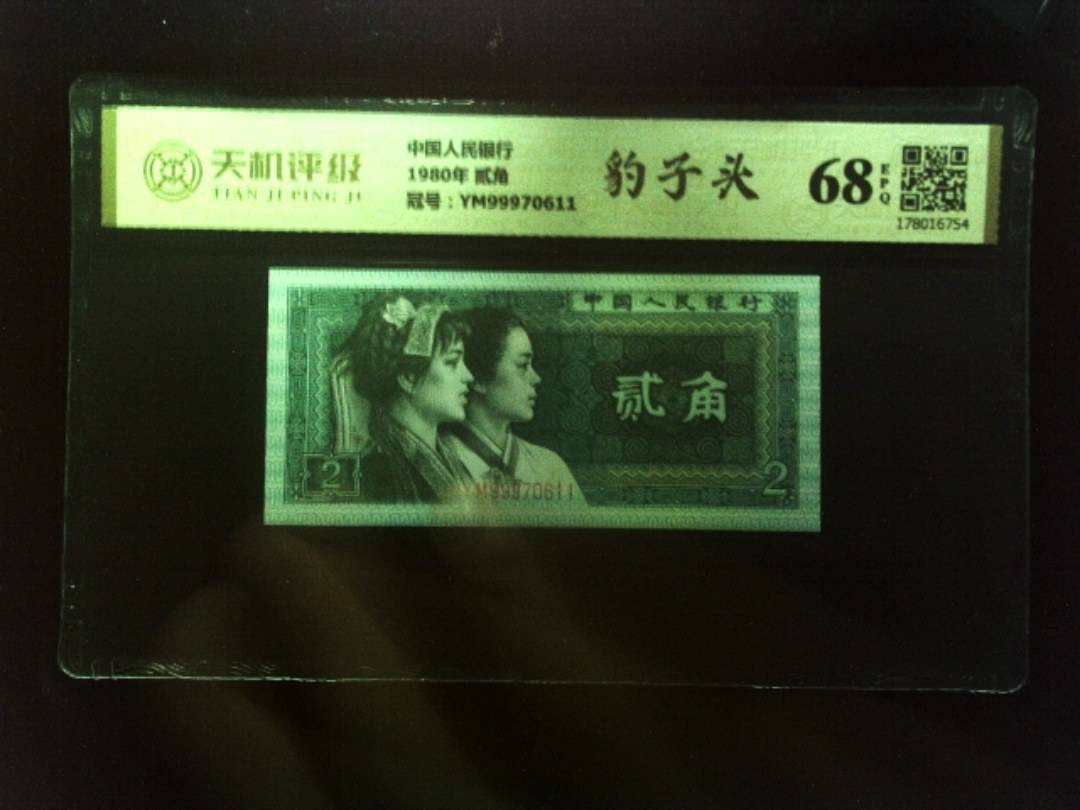 天机评级
TIAN JI PING JI
中国人民银行
1980年 贰角
冠号：YM99970611
豹子头
68
EPQ
178016754
中国人民银行
贰角
2
2
YM99970611